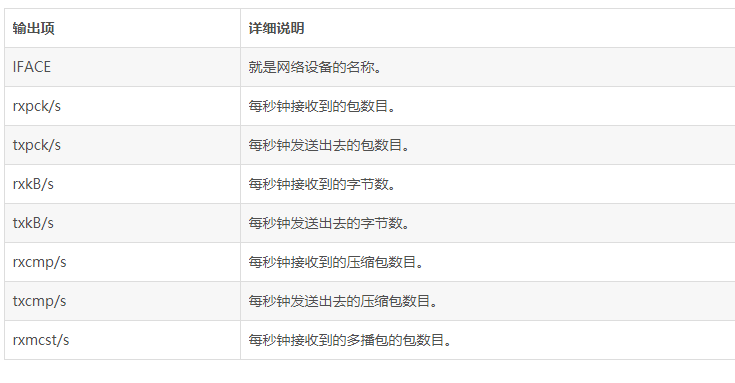 输出项 详细说明
IFACE 就是网络设备的名称。
rxpck/s 每秒钟接收到的包数目。
txpck/s 每秒钟发送出去的包数目。
rxkB/s 每秒钟接收到的字节数。
txkB/s 每秒钟发送出去的字节数。
rxcmp/s 每秒钟接收到的压缩包数目。
txcmp/s 每秒钟发送出去的压缩包数目。
rxmcst/s 每秒钟接收到的多播包的包数目。